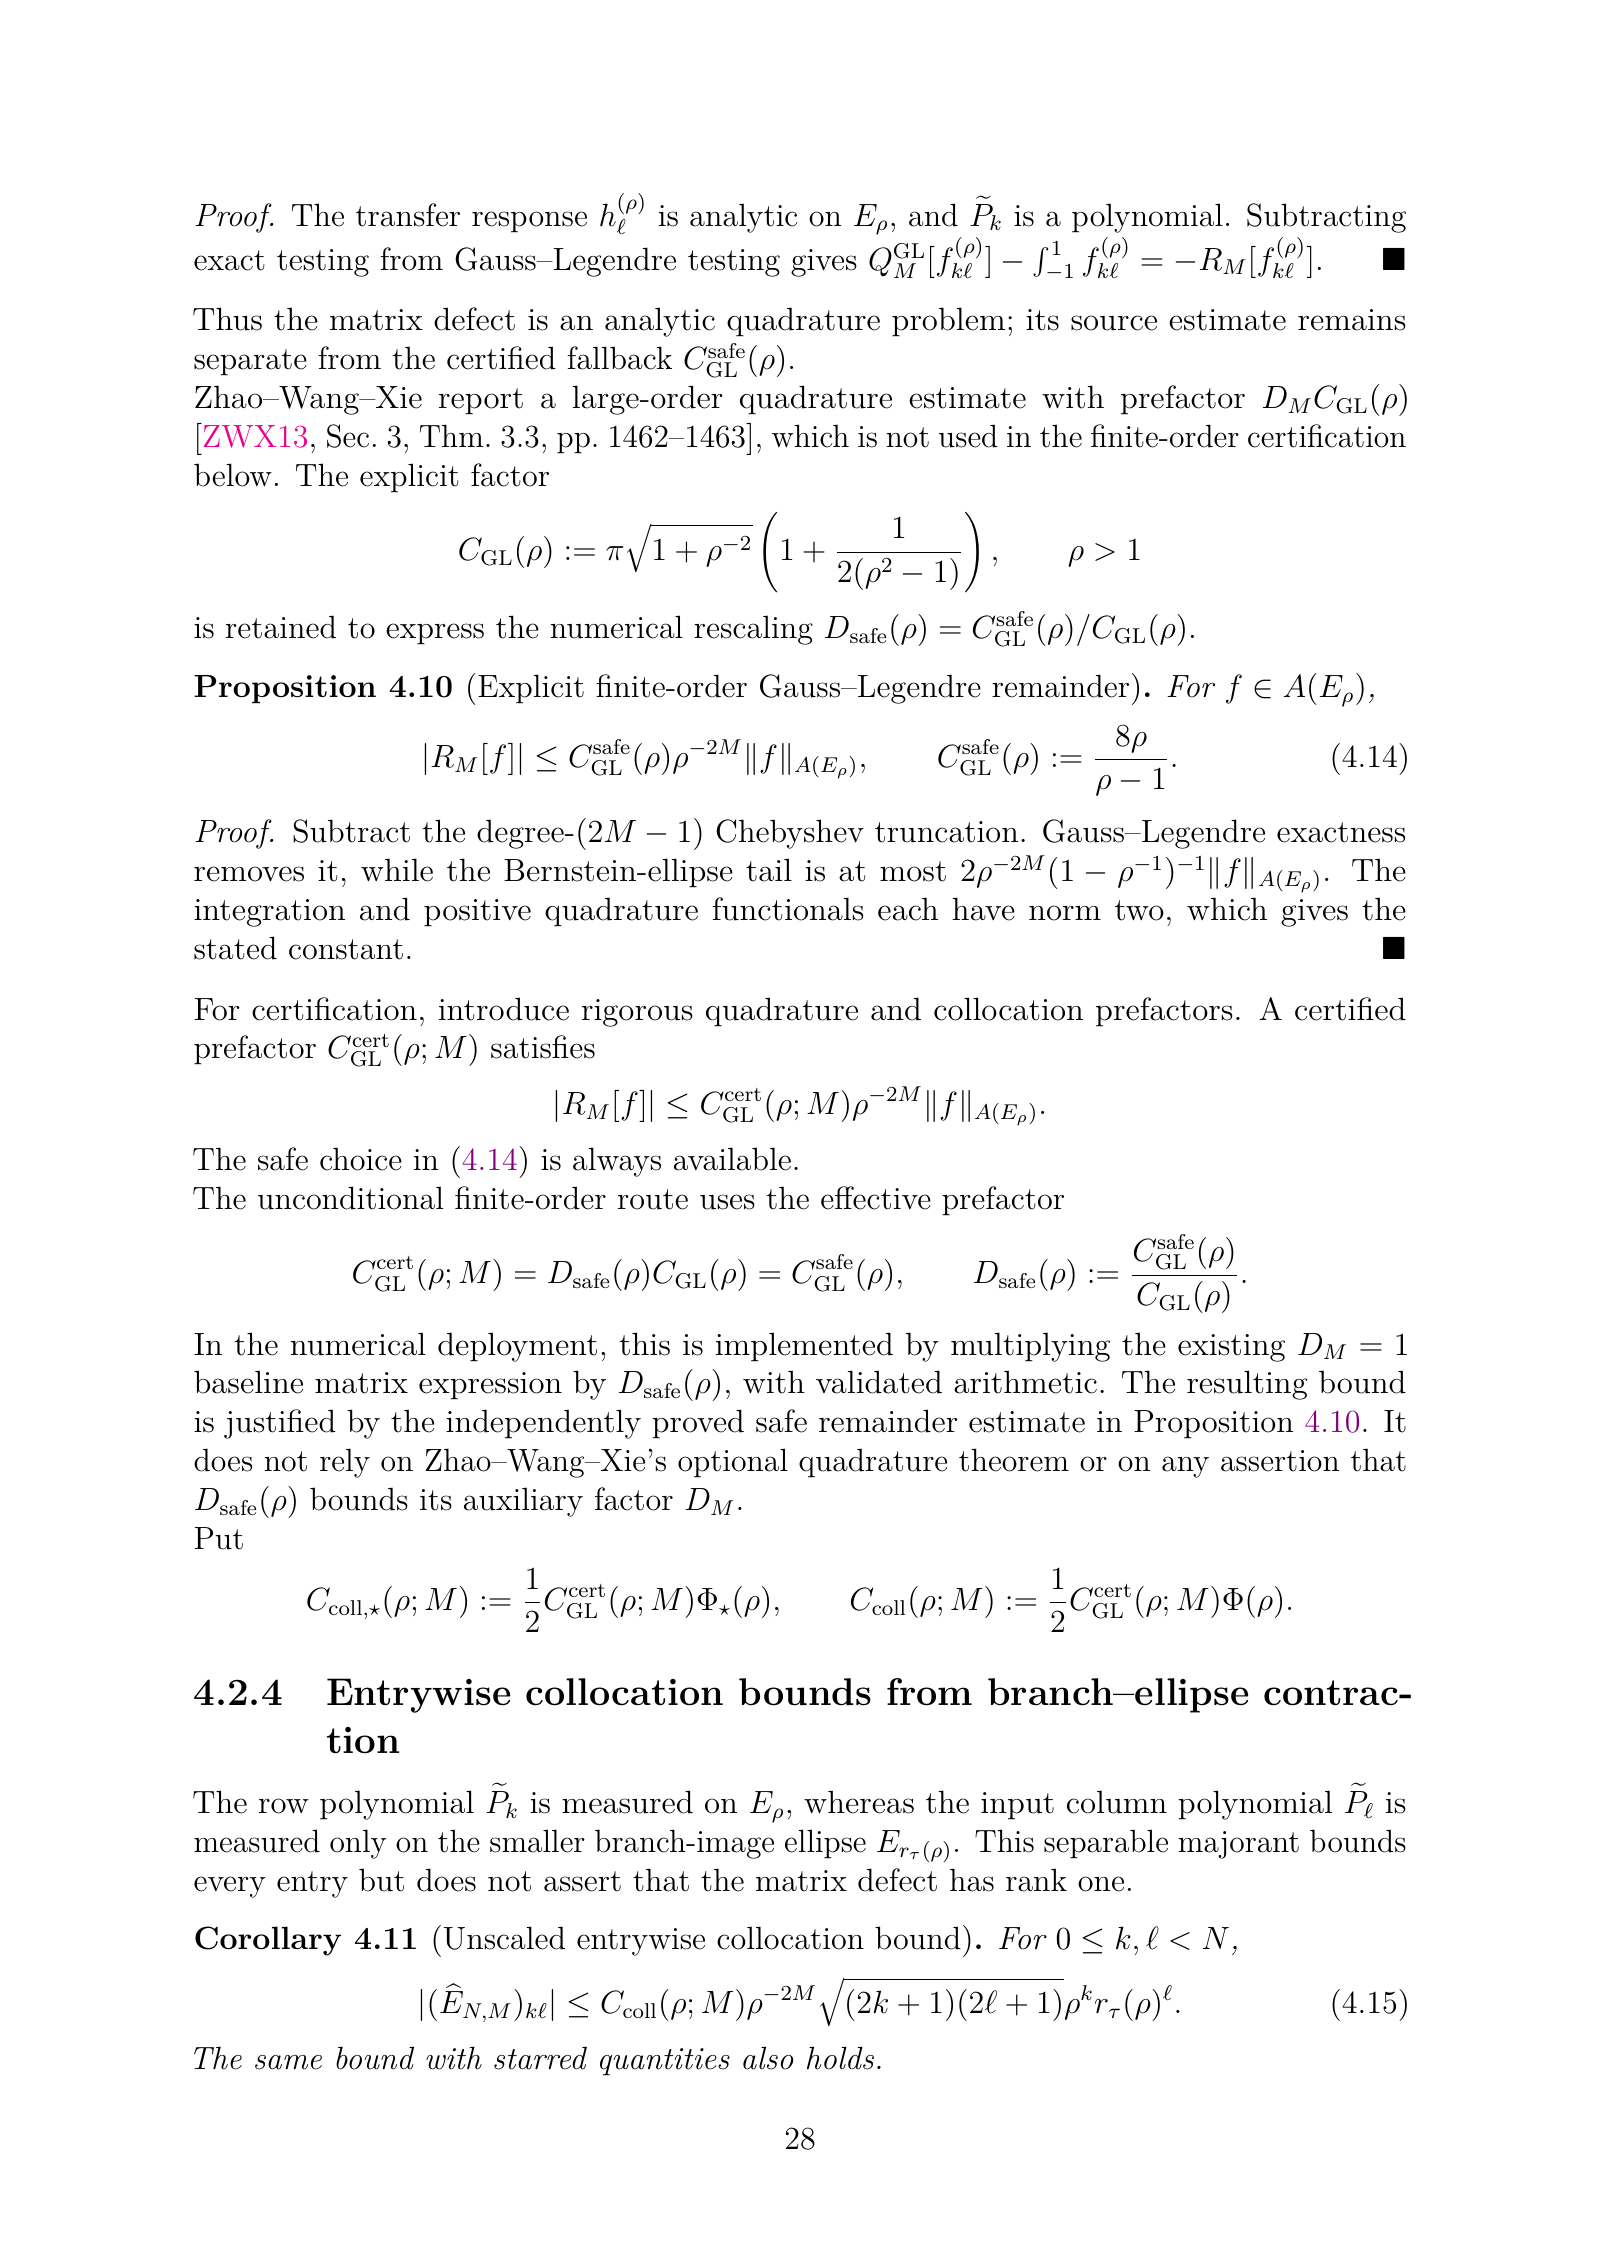 Proof. The transfer response $h_\ell^{(\rho)}$ is analytic on $E_\rho$, and $\widetilde{P}_k$ is a polynomial. Subtracting
exact testing from Gauss–Legendre testing gives $Q_M^{\mathrm{GL}}[f_{k\ell}^{(\rho)}] - \int_{-1}^{1} f_{k\ell}^{(\rho)} = -R_M[f_{k\ell}^{(\rho)}]$. ■
Thus the matrix defect is an analytic quadrature problem; its source estimate remains
separate from the certified fallback $C_{\mathrm{GL}}^{\mathrm{safe}}(\rho)$.
Zhao–Wang–Xie report a large-order quadrature estimate with prefactor $D_M C_{\mathrm{GL}}(\rho)$
[ZWX13, Sec. 3, Thm. 3.3, pp. 1462–1463], which is not used in the finite-order certification
below. The explicit factor
$C_{\mathrm{GL}}(\rho) := \pi\sqrt{1+\rho^{-2}}\left(1+\frac{1}{2(\rho^2-1)}\right), \qquad \rho > 1$
is retained to express the numerical rescaling $D_{\mathrm{safe}}(\rho) = C_{\mathrm{GL}}^{\mathrm{safe}}(\rho)/C_{\mathrm{GL}}(\rho)$.
Proposition 4.10 (Explicit finite-order Gauss–Legendre remainder). For $f \in A(E_\rho)$,
$|R_M[f]| \leq C_{\mathrm{GL}}^{\mathrm{safe}}(\rho)\rho^{-2M}\|f\|_{A(E_\rho)}, \qquad C_{\mathrm{GL}}^{\mathrm{safe}}(\rho) := \frac{8\rho}{\rho-1}.$ (4.14)
Proof. Subtract the degree-$(2M-1)$ Chebyshev truncation. Gauss–Legendre exactness
removes it, while the Bernstein-ellipse tail is at most $2\rho^{-2M}(1-\rho^{-1})^{-1}\|f\|_{A(E_\rho)}$. The
integration and positive quadrature functionals each have norm two, which gives the
stated constant. ■
For certification, introduce rigorous quadrature and collocation prefactors. A certified
prefactor $C_{\mathrm{GL}}^{\mathrm{cert}}(\rho; M)$ satisfies
$|R_M[f]| \leq C_{\mathrm{GL}}^{\mathrm{cert}}(\rho; M)\rho^{-2M}\|f\|_{A(E_\rho)}.$
The safe choice in (4.14) is always available.
The unconditional finite-order route uses the effective prefactor
$C_{\mathrm{GL}}^{\mathrm{cert}}(\rho; M) = D_{\mathrm{safe}}(\rho)C_{\mathrm{GL}}(\rho) = C_{\mathrm{GL}}^{\mathrm{safe}}(\rho), \qquad D_{\mathrm{safe}}(\rho) := \frac{C_{\mathrm{GL}}^{\mathrm{safe}}(\rho)}{C_{\mathrm{GL}}(\rho)}.$
In the numerical deployment, this is implemented by multiplying the existing $D_M = 1$
baseline matrix expression by $D_{\mathrm{safe}}(\rho)$, with validated arithmetic. The resulting bound
is justified by the independently proved safe remainder estimate in Proposition 4.10. It
does not rely on Zhao–Wang–Xie's optional quadrature theorem or on any assertion that
$D_{\mathrm{safe}}(\rho)$ bounds its auxiliary factor $D_M$.
Put
$C_{\mathrm{coll},\star}(\rho; M) := \frac{1}{2}C_{\mathrm{GL}}^{\mathrm{cert}}(\rho; M)\Phi_\star(\rho), \qquad C_{\mathrm{coll}}(\rho; M) := \frac{1}{2}C_{\mathrm{GL}}^{\mathrm{cert}}(\rho; M)\Phi(\rho).$
4.2.4 Entrywise collocation bounds from branch–ellipse contrac-
tion
The row polynomial $\widetilde{P}_k$ is measured on $E_\rho$, whereas the input column polynomial $\widetilde{P}_\ell$ is
measured only on the smaller branch-image ellipse $E_{r_\tau(\rho)}$. This separable majorant bounds
every entry but does not assert that the matrix defect has rank one.
Corollary 4.11 (Unscaled entrywise collocation bound). For $0 \leq k, \ell < N$,
$|(\widehat{E}_{N,M})_{k\ell}| \leq C_{\mathrm{coll}}(\rho; M)\rho^{-2M}\sqrt{(2k+1)(2\ell+1)}\rho^k r_\tau(\rho)^\ell.$ (4.15)
The same bound with starred quantities also holds.
28